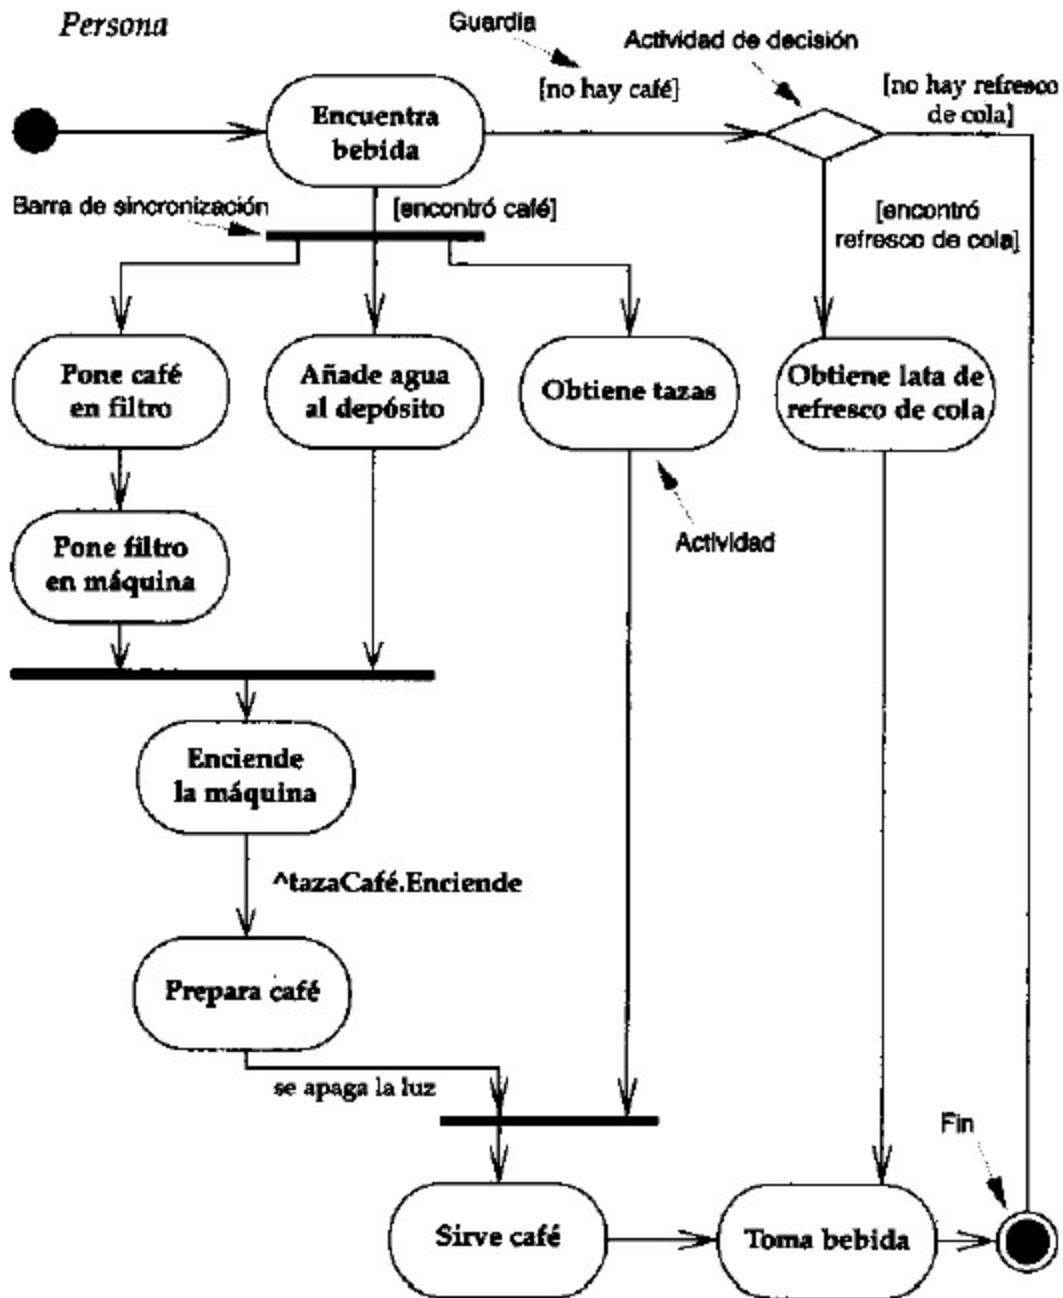 Persona
Guardia
Actividad de decisión
[no hay café]
[no hay refresco
de cola]
Encuentra
bebida
Barra de sincronización
[encontró café]
[encontró
refresco de cola]
Pone café
en filtro
Añade agua
al depósito
Obtiene tazas
Obtiene lata de
refresco de cola
Actividad
Pone filtro
en máquina
Enciende
la máquina
^tazaCafé.Enciende
Prepara café
se apaga la luz
Fin
Sirve café
Toma bebida